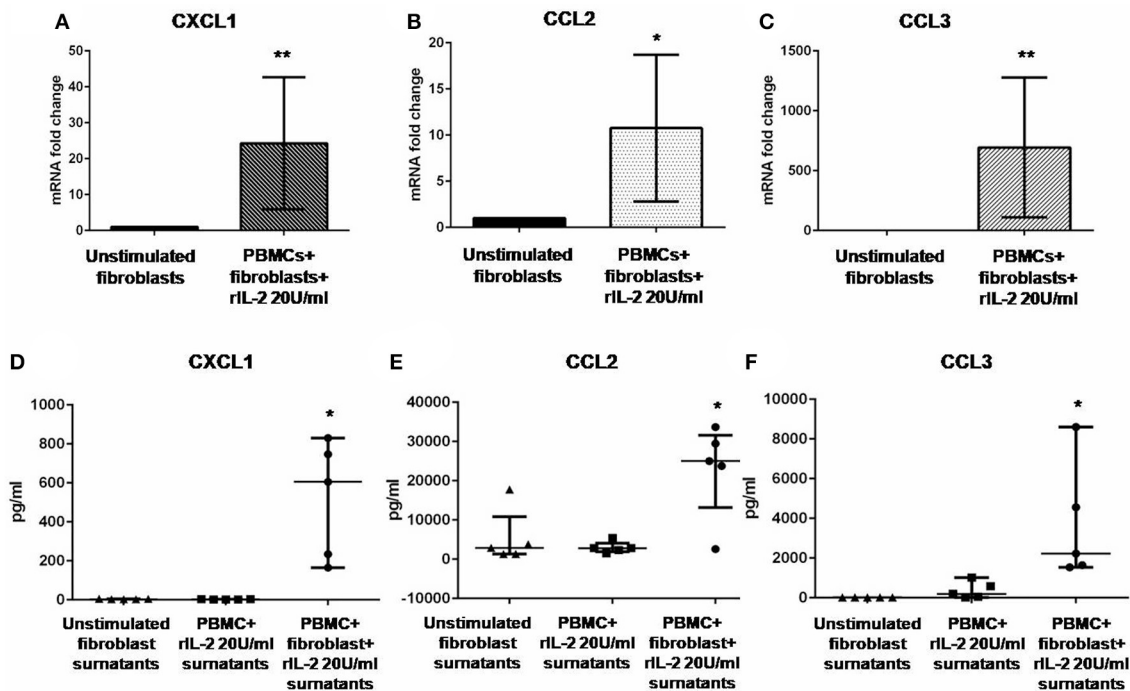 A
CXCL1
**
50
40
30
20
10
0
mRNA fold change
Unstimulated
fibroblasts
PBMCs+
fibroblasts+
rIL-2 20U/ml
B
CCL2
*
20
15
10
5
0
mRNA fold change
Unstimulated
fibroblasts
PBMCs+
fibroblasts+
rIL-2 20U/ml
C
CCL3
**
1500
1000
500
0
mRNA fold change
Unstimulated
fibroblasts
PBMCs+
fibroblasts+
rIL-2 20U/ml
D
CXCL1
*
1000
800
600
400
200
0
pg/ml
Unstimulated
fibroblast
surnatants
PBMC+
rIL-2 20U/ml
surnatants
PBMC+
fibroblast+
rIL-2 20U/ml
surnatants
E
CCL2
*
40000
30000
20000
10000
0
-10000
pg/ml
Unstimulated
fibroblast
surnatants
PBMC+
rIL-2 20U/ml
surnatants
PBMC+
fibroblast+
rIL-2 20U/ml
surnatants
F
CCL3
*
10000
8000
6000
4000
2000
0
pg/ml
Unstimulated
fibroblast
surnatants
PBMC+
rIL-2 20U/ml
surnatants
PBMC+
fibroblast+
rIL-2 20U/ml
surnatants